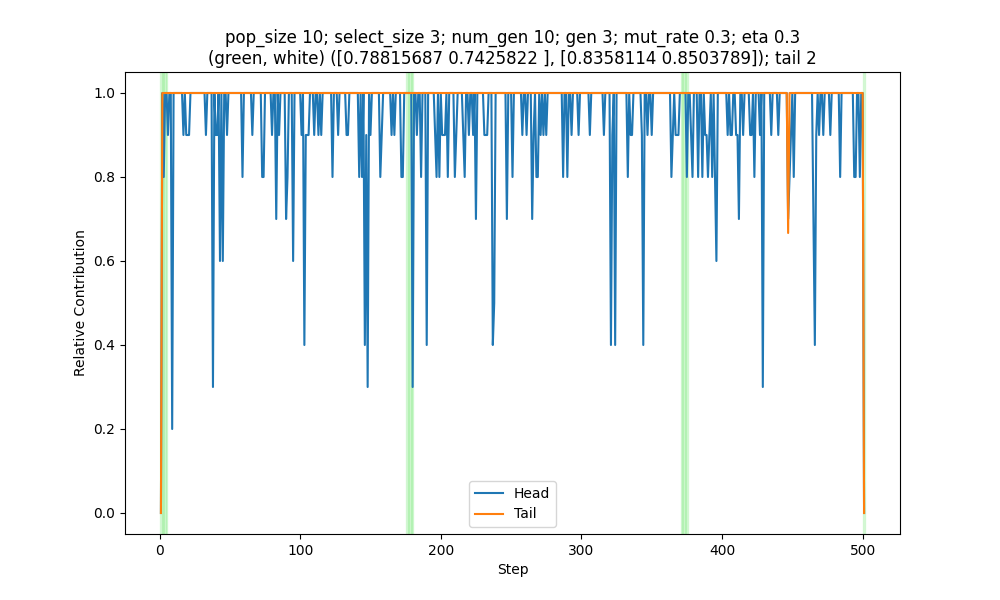 pop_size 10; select_size 3; num_gen 10; gen 3; mut_rate 0.3; eta 0.3
(green, white) ([0.78815687 0.7425822 ], [0.8358114 0.8503789]); tail 2
1.0
0.8
0.6
0.4
0.2
0.0
Relative Contribution
Head
Tail
0
100
200
300
400
500
Step